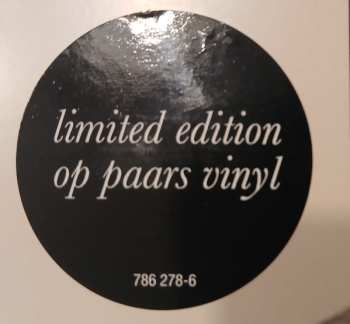 limited edition
op paars vinyl
786 278-6